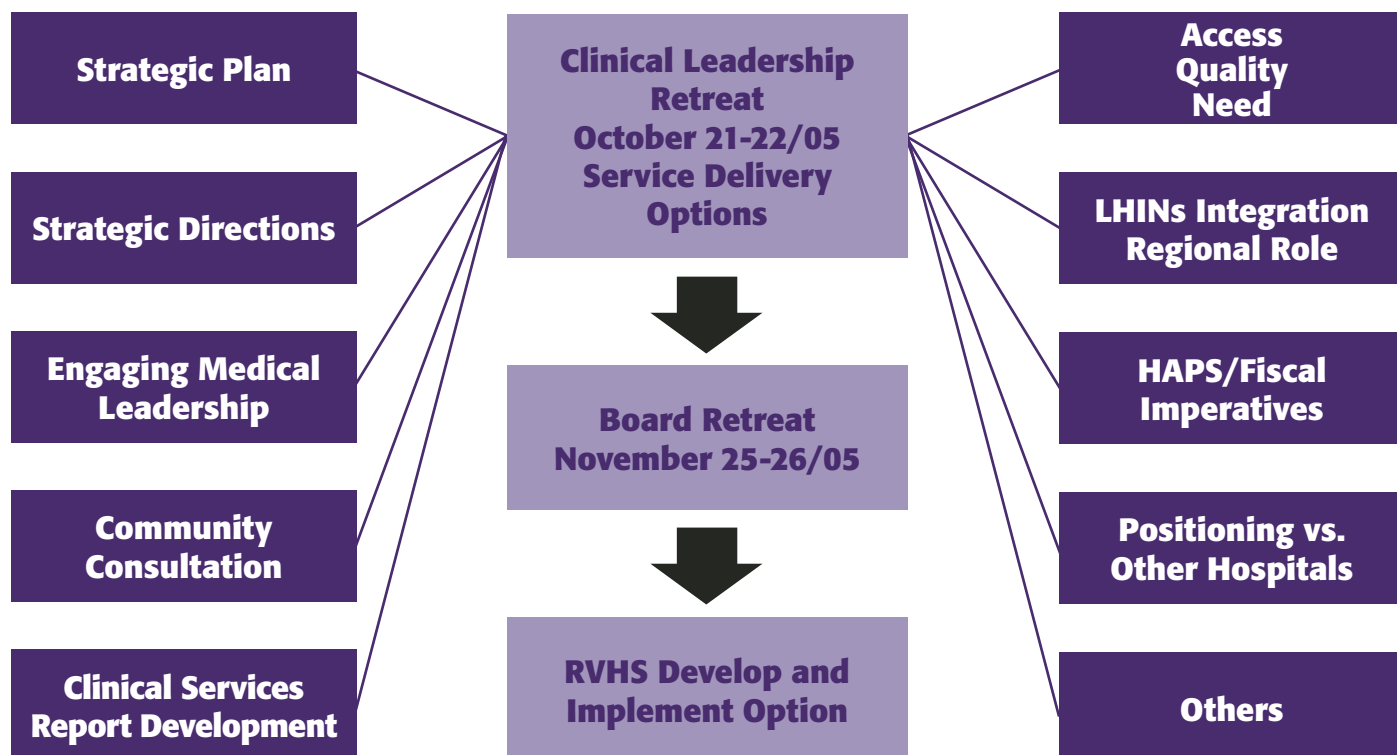 Strategic Plan
Strategic Directions
Engaging Medical
Leadership
Community
Consultation
Clinical Services
Report Development
Clinical Leadership
Retreat
October 21-22/05
Service Delivery
Options
Board Retreat
November 25-26/05
RVHS Develop and
Implement Option
Access
Quality
Need
LHINs Integration
Regional Role
HAPS/Fiscal
Imperatives
Positioning vs.
Other Hospitals
Others